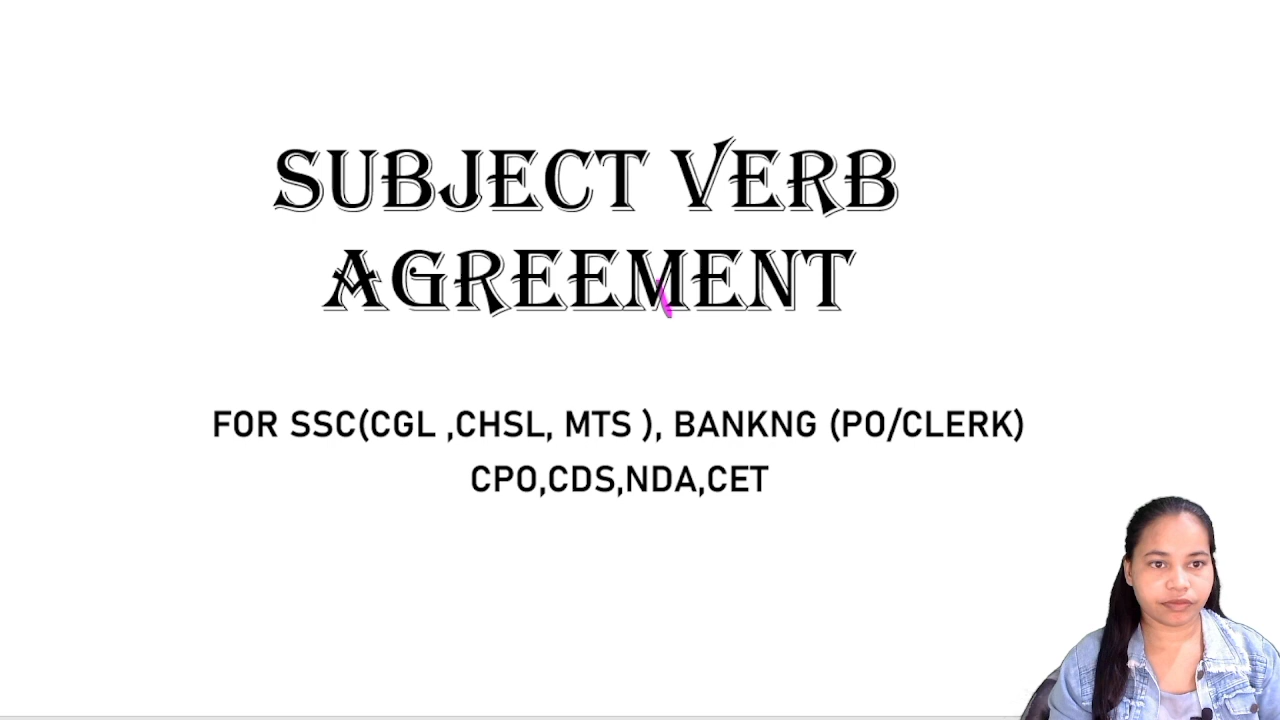 SUBJECT VERB
AGREEMENT
FOR SSC(CGL ,CHSL, MTS ), BANKNG (PO/CLERK)
CPO,CDS,NDA,CET